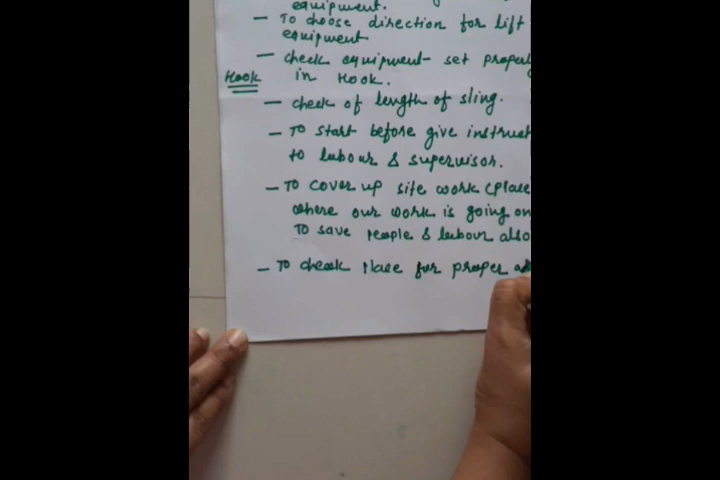 equipment.
- To choose direction for lift
equipment
- check equipment set
Hook in Hook.
- check of length of sling.
- To start before give
to labour & supervisor.
- To cover up site work (place
where our work is going on
To save people & labour also
- To check place for proper